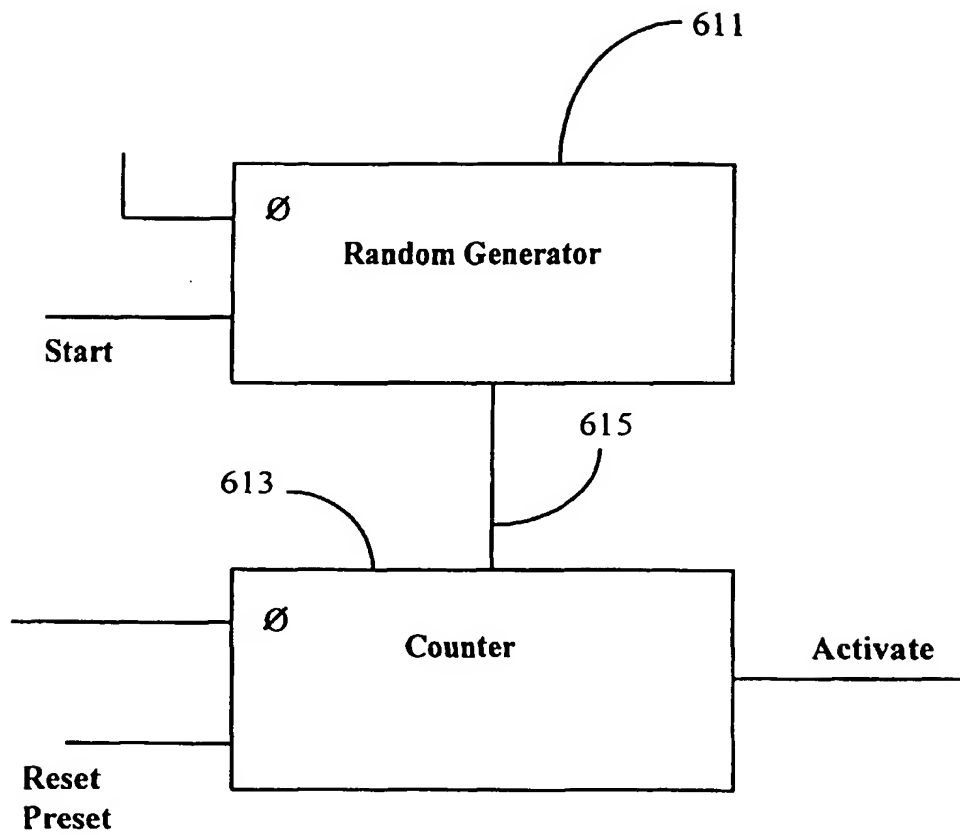 611
Ø
Random Generator
Start
615
613
Ø
Counter
Activate
Reset
Preset